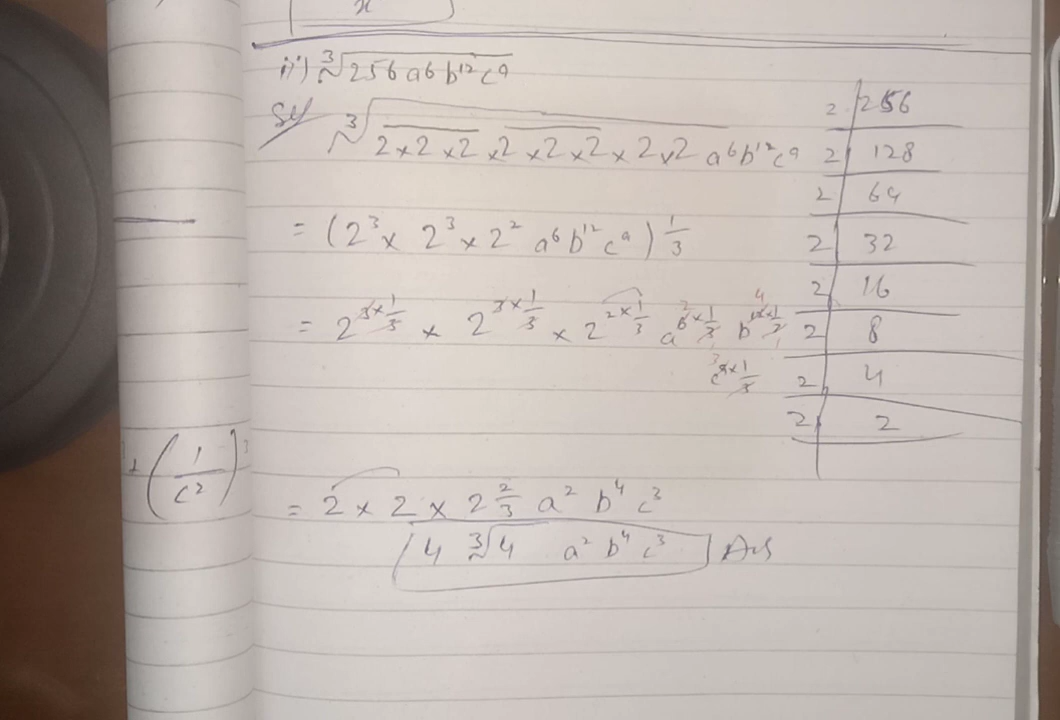 x
ii) ∛(256 a⁶ b¹² c⁹)
Sol
∛(2×2×2×2×2×2×2×2 a⁶b¹²c⁹)
= (2³ × 2³ × 2² a⁶ b¹² c⁹)^(1/3)
= 2^(3×1/3) × 2^(3×1/3) × 2^(2×1/3) a^(6×1/3) b^(12×1/3)
c^(9×1/3)
= 2 × 2 × 2^(2/3) a² b⁴ c³
4 ∛4 a² b⁴ c³ Ans
2 | 256
2 | 128
2 | 64
2 | 32
2 | 16
2 | 8
2 | 4
2 | 2
(1/c²)³